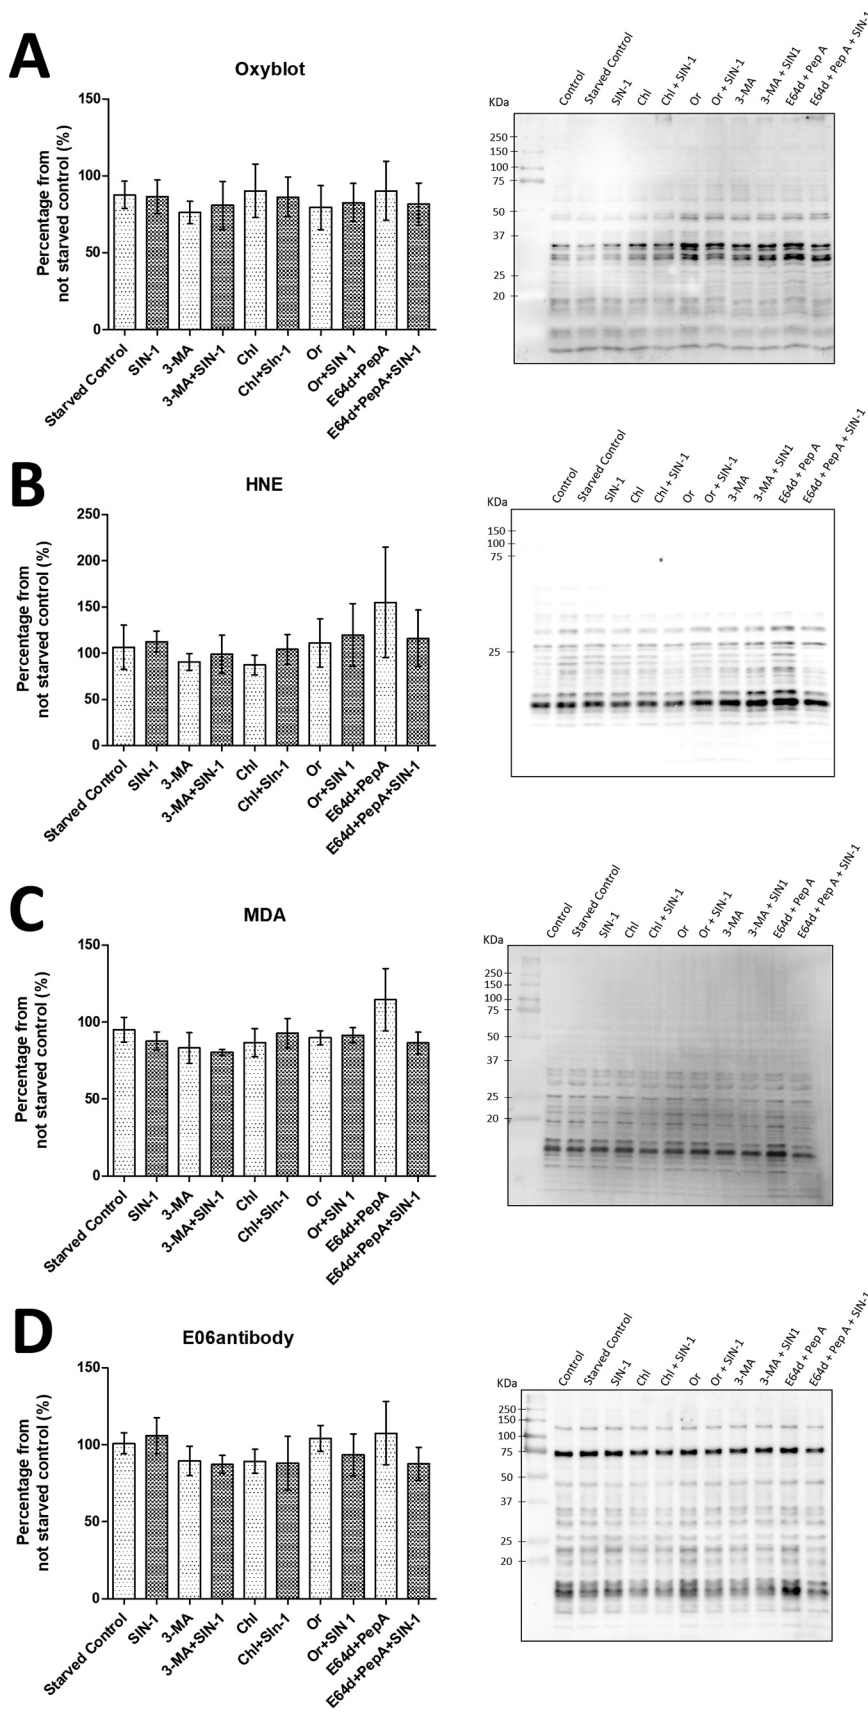 A
Oxyblot
Percentage from
not starved control (%)
150
100
50
0
Starved Control
SIN-1
3-MA
3-MA+SIN-1
Chl
Chl+SIn-1
Or
Or+SIN 1
E64d+PepA
E64d+PepA+SIN-1
KDa
Control
Starved Control
SIN-1
Chl
Chl + SIN-1
Or
Or + SIN-1
3-MA
3-MA + SIN1
E64d + Pep A
E64d + Pep A + SIN-1
250
150
100
75
50
37
25
20
B
HNE
Percentage from
not starved control (%)
250
200
150
100
50
0
Starved Control
SIN-1
3-MA
3-MA+SIN-1
Chl
Chl+SIn-1
Or
Or+SIN 1
E64d+PepA
E64d+PepA+SIN-1
KDa
Control
Starved Control
SIN-1
Chl
Chl + SIN-1
Or
Or + SIN-1
3-MA
3-MA + SIN1
E64d + Pep A
E64d + Pep A + SIN-1
150
100
75
25
C
MDA
Percentage from
not starved control (%)
150
100
50
0
Starved Control
SIN-1
3-MA
3-MA+SIN-1
Chl
Chl+SIn-1
Or
Or+SIN 1
E64d+PepA
E64d+PepA+SIN-1
KDa
Control
Starved Control
SIN-1
Chl
Chl + SIN-1
Or
Or + SIN-1
3-MA
3-MA + SIN1
E64d + Pep A
E64d + Pep A + SIN-1
250
150
100
75
50
37
25
20
D
E06antibody
Percentage from
not starved control (%)
150
100
50
0
Starved Control
SIN-1
3-MA
3-MA+SIN-1
Chl
Chl+SIn-1
Or
Or+SIN 1
E64d+PepA
E64d+PepA+SIN-1
KDa
Control
Starved Control
SIN-1
Chl
Chl + SIN-1
Or
Or + SIN-1
3-MA
3-MA + SIN1
E64d + Pep A
E64d + Pep A + SIN-1
250
150
100
75
50
37
25
20